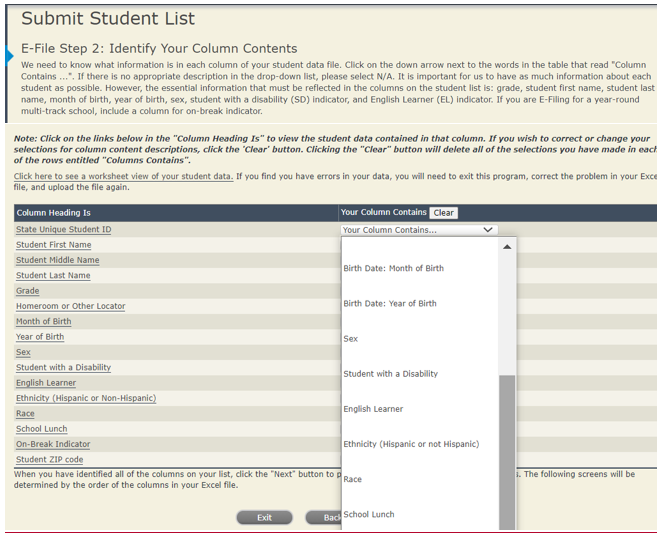 Submit Student List
E-File Step 2: Identify Your Column Contents
We need to know what information is in each column of your student data file. Click on the down arrow next to the words in the table that read "Column
Contains ...". If there is no appropriate description in the drop-down list, please select N/A. It is important for us to have as much information about each
student as possible. However, the essential information that must be reflected in the columns on the student list is: grade, student first name, student last
name, month of birth, year of birth, sex, student with a disability (SD) indicator, and English Learner (EL) indicator. If you are E-Filing for a year-round
multi-track school, include a column for on-break indicator.
Note: Click on the links below in the "Column Heading Is" to view the student data contained in that column. If you wish to correct or change your
selections for column content descriptions, click the 'Clear' button. Clicking the "Clear" button will delete all of the selections you have made in each
of the rows entitled "Columns Contains".
Click here to see a worksheet view of your student data. If you find you have errors in your data, you will need to exit this program, correct the problem in your Exce
file, and upload the file again.
Column Heading Is Your Column Contains Clear
State Unique Student ID Your Column Contains...
Student First Name
Student Middle Name
Student Last Name
Grade
Homeroom or Other Locator
Month of Birth
Year of Birth
Sex
Student with a Disability
English Learner
Ethnicity (Hispanic or Non-Hispanic)
Race
School Lunch
On-Break Indicator
Student ZIP code
Birth Date: Month of Birth
Birth Date: Year of Birth
Sex
Student with a Disability
English Learner
Ethnicity (Hispanic or not Hispanic)
Race
School Lunch
When you have identified all of the columns on your list, click the "Next" button to p s. The following screens will be
determined by the order of the columns in your Excel file.
Exit Bac